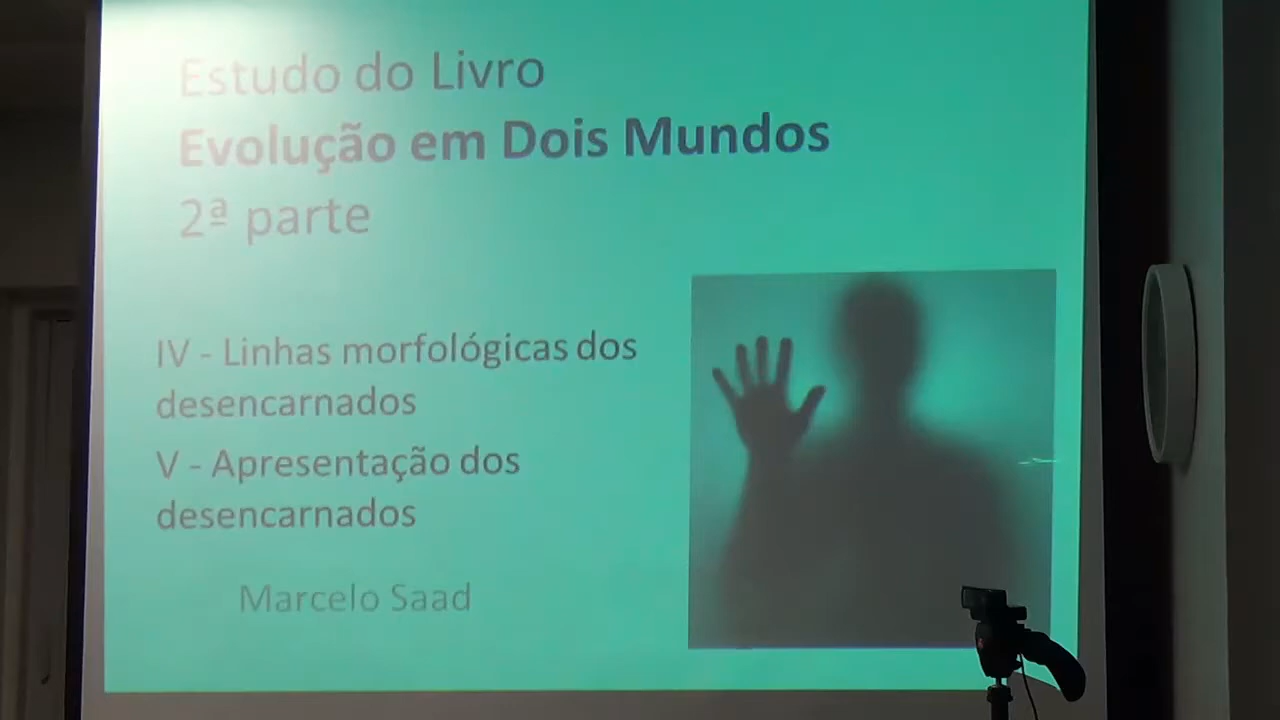 Estudo do Livro
Evolução em Dois Mundos
2ª parte
IV - Linhas morfológicas dos
desencarnados
V - Apresentação dos
desencarnados
Marcelo Saad